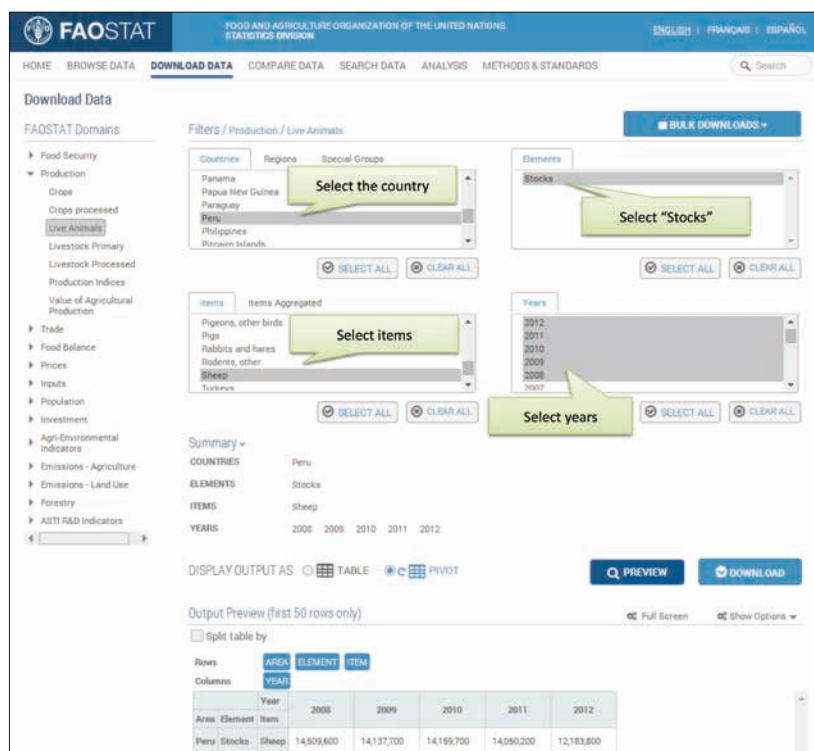 FAOSTAT
FOOD AND AGRICULTURE ORGANIZATION OF THE UNITED NATIONS
STATISTICS DIVISION
ENGLISH | FRANÇAIS | ESPAÑOL
HOME BROWSE DATA DOWNLOAD DATA COMPARE DATA SEARCH DATA ANALYSIS METHODS & STANDARDS
Search
Download Data
FAOSTAT Domains
Food Security
Production
Crops
Crops processed
Live Animals
Livestock Primary
Livestock Processed
Production Indices
Value of Agricultural
Production
Trade
Food Balance
Prices
Inputs
Population
Investment
Agri-Environmental
Indicators
Emissions - Agriculture
Emissions - Land Use
Forestry
ASTI R&D Indicators
Filters / Production / Live Animals
BULK DOWNLOADS
Countries Regions Special Groups
Panama
Papua New Guinea
Paraguay
Peru
Philippines
Pitcairn Islands
Select the country
SELECT ALL CLEAR ALL
Elements
Stocks
Select "Stocks"
SELECT ALL CLEAR ALL
Items Items Aggregated
Pigeons, other birds
Pigs
Rabbits and hares
Rodents, other
Sheep
Turkeys
Select items
SELECT ALL CLEAR ALL
Years
2012
2011
2010
2009
2008
2007
Select years
SELECT ALL CLEAR ALL
Summary
COUNTRIES Peru
ELEMENTS Stocks
ITEMS Sheep
YEARS 2008 2009 2010 2011 2012
DISPLAY OUTPUT AS TABLE PIVOT
PREVIEW DOWNLOAD
Output Preview (first 50 rows only)
Full Screen Show Options
Split table by
Rows AREA ELEMENT ITEM
Columns YEAR
Year 2008 2009 2010 2011 2012
Area Element Item
Peru Stocks Sheep 14,509,600 14,137,700 14,159,700 14,050,200 12,183,800